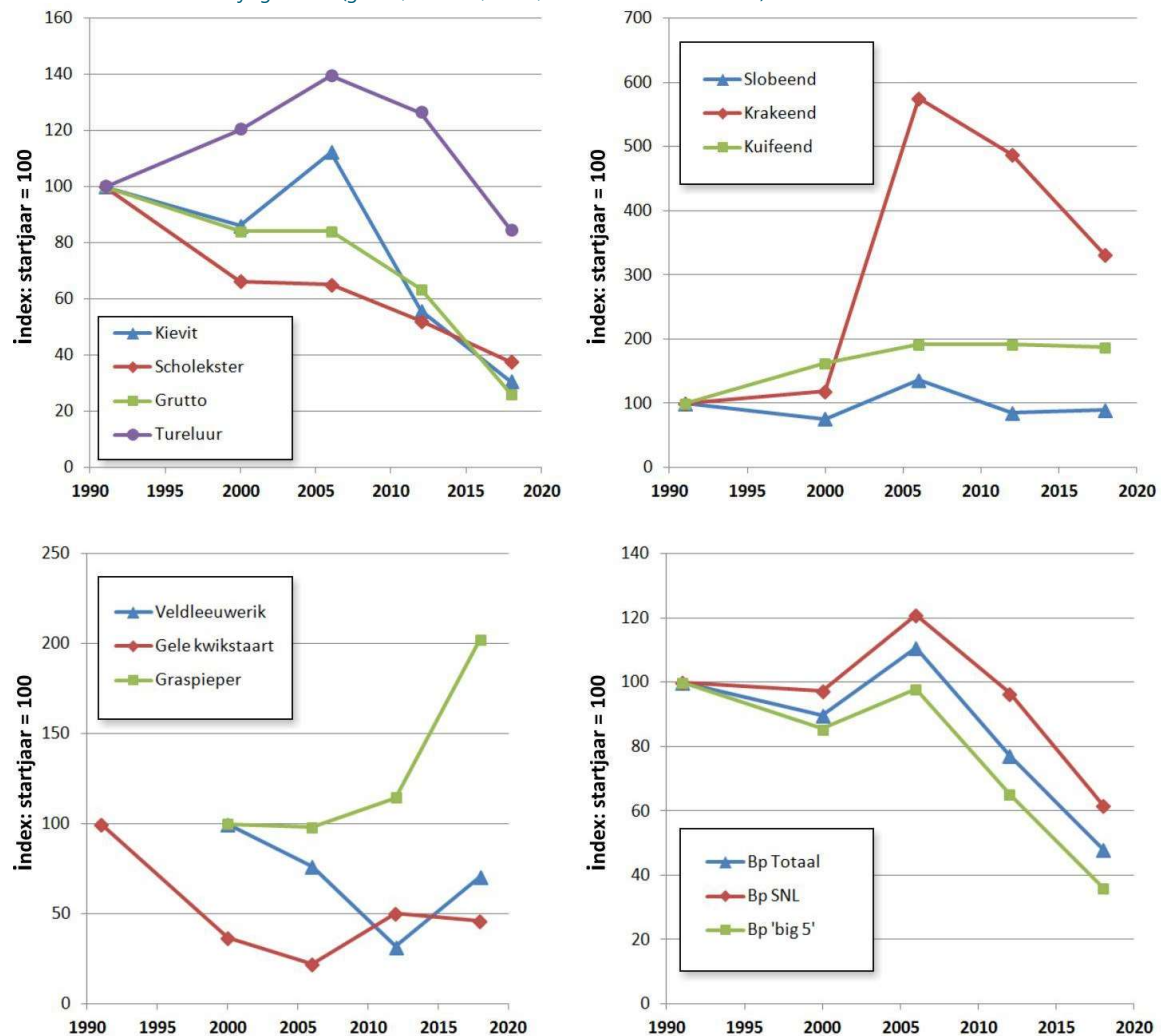 160
140
120
100
80
60
40
20
0
index: startjaar = 100
Kievit
Scholekster
Grutto
Tureluur
1990 1995 2000 2005 2010 2015 2020
700
600
500
400
300
200
100
0
index: startjaar = 100
Slobeend
Krakeend
Kuifeend
1990 1995 2000 2005 2010 2015 2020
250
200
150
100
50
0
index: startjaar = 100
Veldleeuwerik
Gele kwikstaart
Graspieper
1990 1995 2000 2005 2010 2015 2020
140
120
100
80
60
40
20
0
index: startjaar = 100
Bp Totaal
Bp SNL
Bp 'big 5'
1990 1995 2000 2005 2010 2015 2020